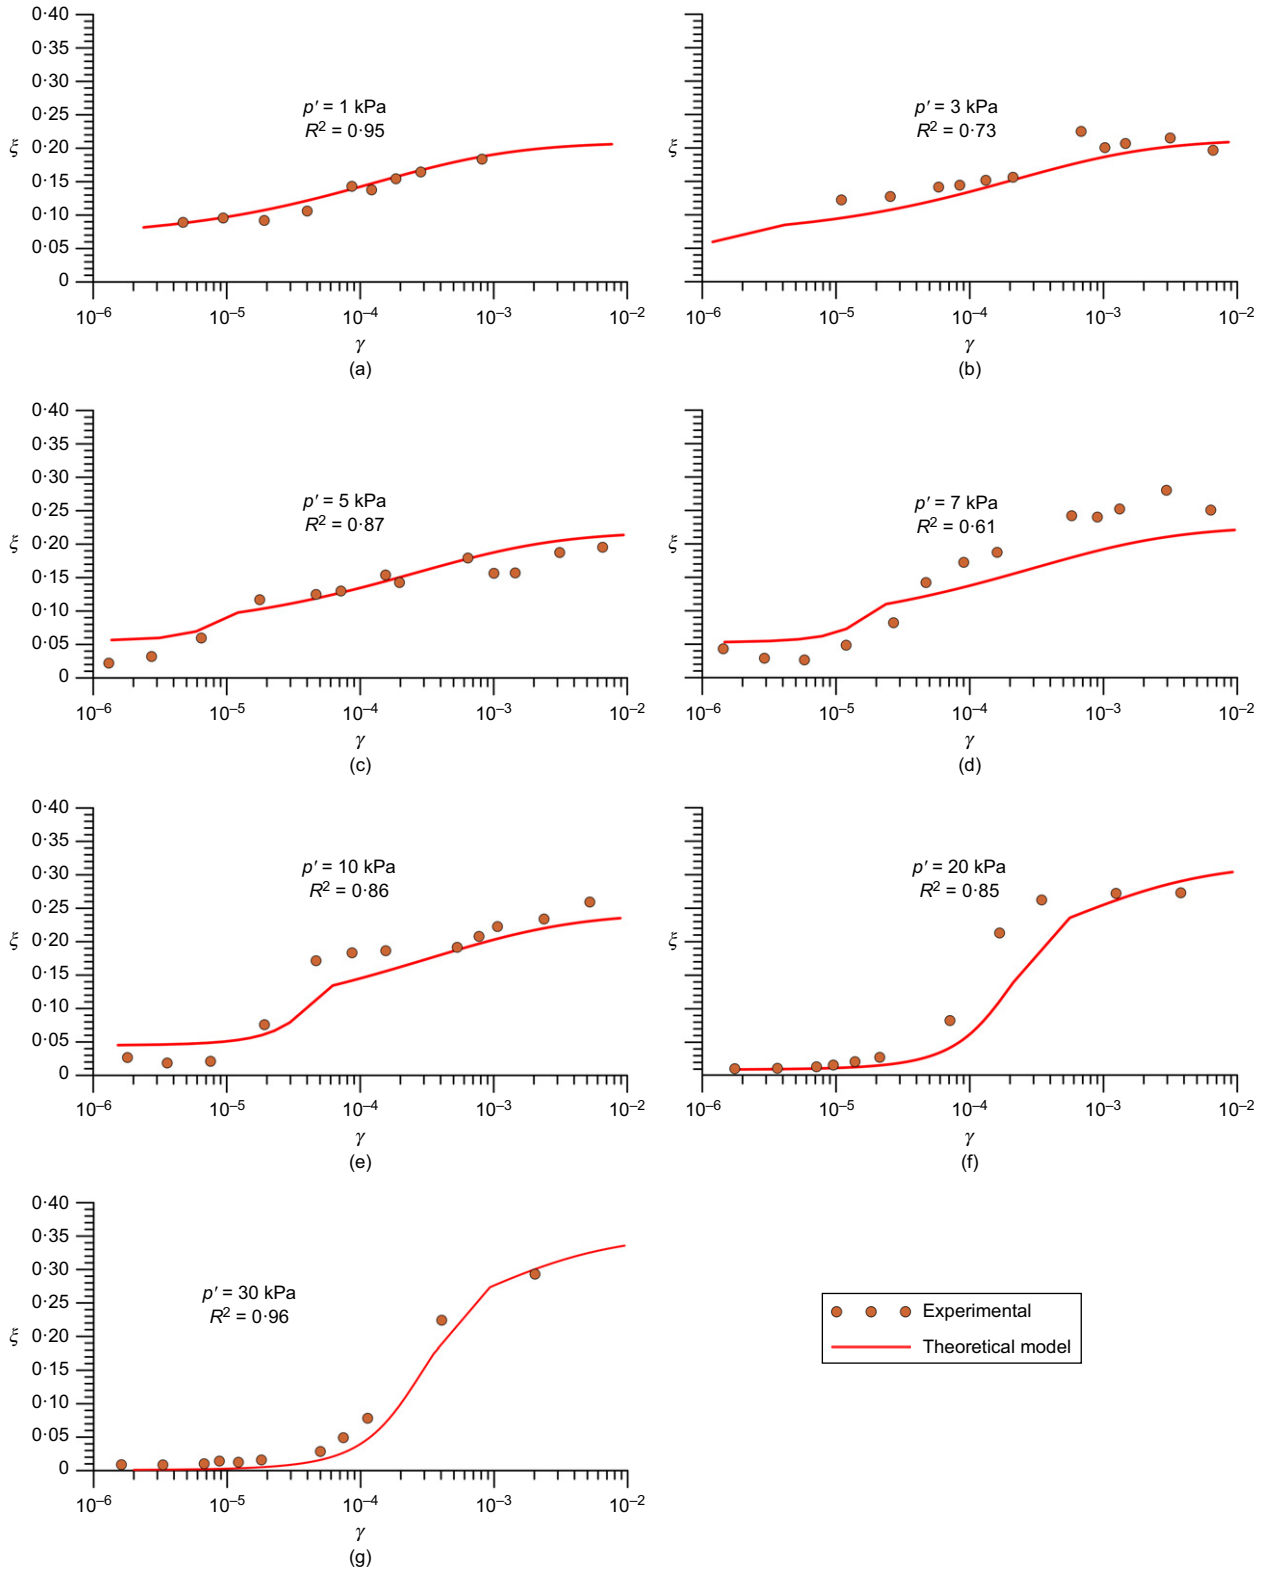 0·40
0·35
0·30
0·25
0·20
0·15
0·10
0·05
0
ξ
p′ = 1 kPa
R² = 0·95
10⁻⁶ 10⁻⁵ 10⁻⁴ 10⁻³ 10⁻²
γ
(a)
ξ
p′ = 3 kPa
R² = 0·73
10⁻⁶ 10⁻⁵ 10⁻⁴ 10⁻³ 10⁻²
γ
(b)
0·40
0·35
0·30
0·25
0·20
0·15
0·10
0·05
0
ξ
p′ = 5 kPa
R² = 0·87
10⁻⁶ 10⁻⁵ 10⁻⁴ 10⁻³ 10⁻²
γ
(c)
ξ
p′ = 7 kPa
R² = 0·61
10⁻⁶ 10⁻⁵ 10⁻⁴ 10⁻³ 10⁻²
γ
(d)
0·40
0·35
0·30
0·25
0·20
0·15
0·10
0·05
0
ξ
p′ = 10 kPa
R² = 0·86
10⁻⁶ 10⁻⁵ 10⁻⁴ 10⁻³ 10⁻²
γ
(e)
ξ
p′ = 20 kPa
R² = 0·85
10⁻⁶ 10⁻⁵ 10⁻⁴ 10⁻³ 10⁻²
γ
(f)
0·40
0·35
0·30
0·25
0·20
0·15
0·10
0·05
0
ξ
p′ = 30 kPa
R² = 0·96
10⁻⁶ 10⁻⁵ 10⁻⁴ 10⁻³ 10⁻²
γ
(g)
Experimental
Theoretical model